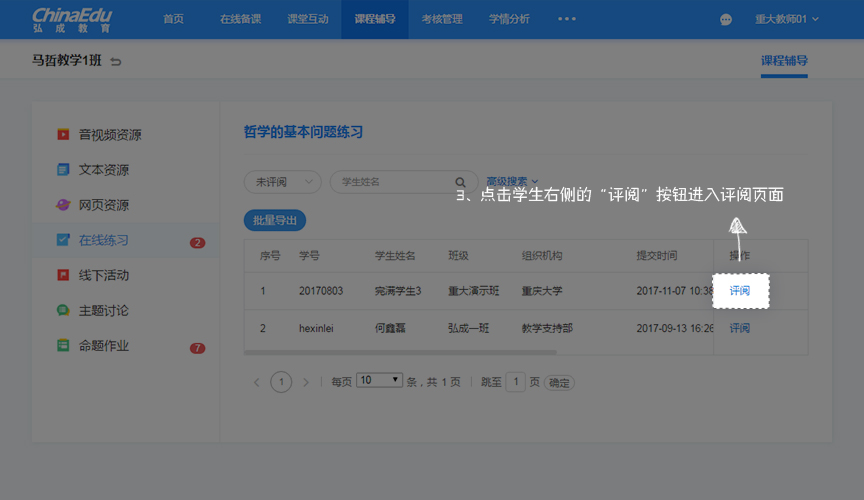 ChinaEdu
弘 成 教 育
首页 在线备课 课堂互动 课程辅导 考核管理 学情分析 ••• 重大教师01
马哲教学1班 课程辅导
音视频资源
文本资源
网页资源
在线练习 2
线下活动
主题讨论
命题作业 7
哲学的基本问题练习
未评阅 学生姓名 高级搜索
3、点击学生右侧的“评阅”按钮进入评阅页面
批量导出
序号 学号 学生姓名 班级 组织机构 提交时间 操作
1 20170803 完满学生3 重大演示班 重庆大学 2017-11-07 10:38 评阅
2 hexinlei 何鑫磊 弘成一班 教学支持部 2017-09-13 16:26 评阅
1 每页 10 条，共 1 页 跳至 1 页 确定